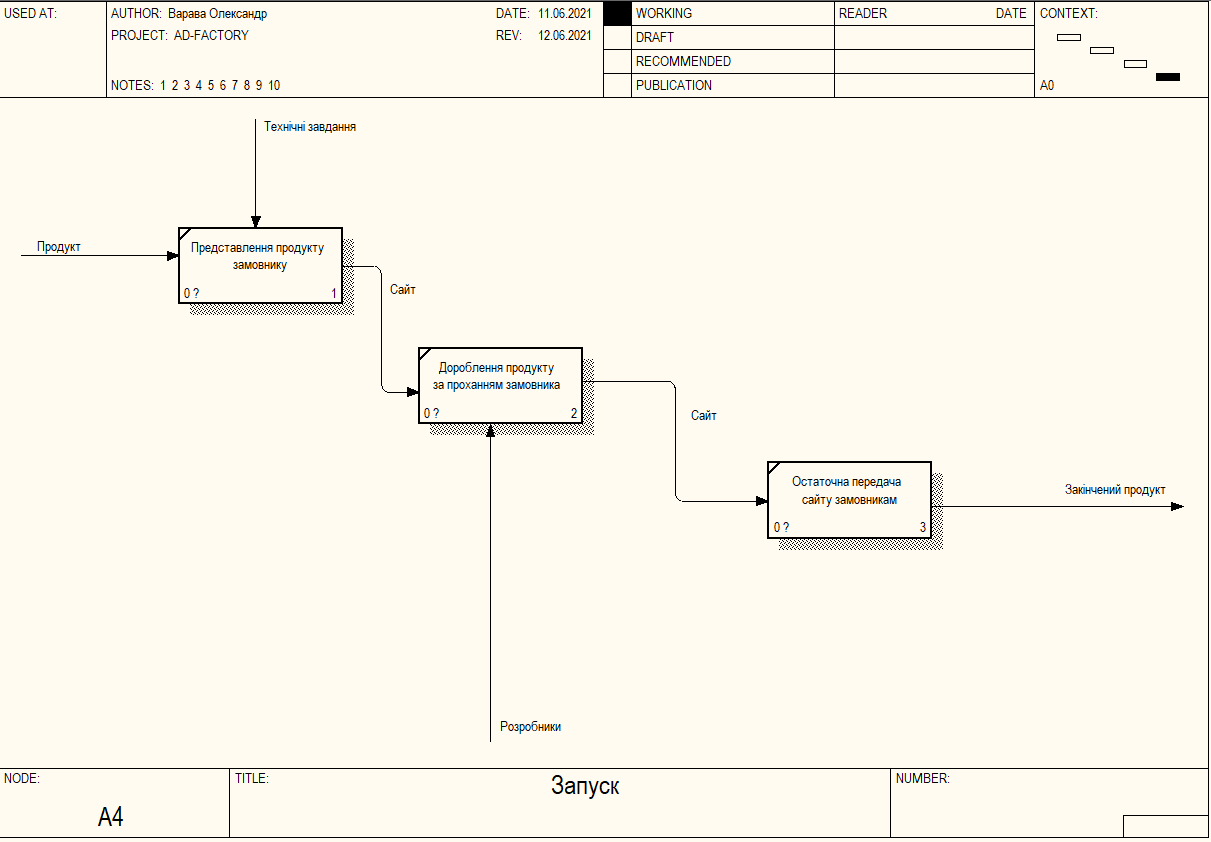 USED AT:
AUTHOR: Варава Олександр
DATE: 11.06.2021
PROJECT: AD-FACTORY
REV: 12.06.2021
NOTES: 1 2 3 4 5 6 7 8 9 10
WORKING
DRAFT
RECOMMENDED
PUBLICATION
READER
DATE
CONTEXT:
A0
Технічні завдання
Продукт
Представлення продукту
замовнику
0 ?
1
Сайт
Дороблення продукту
за проханням замовника
0 ?
2
Сайт
Остаточна передача
сайту замовникам
0 ?
3
Закінчений продукт
Розробники
NODE:
A4
TITLE:
Запуск
NUMBER: